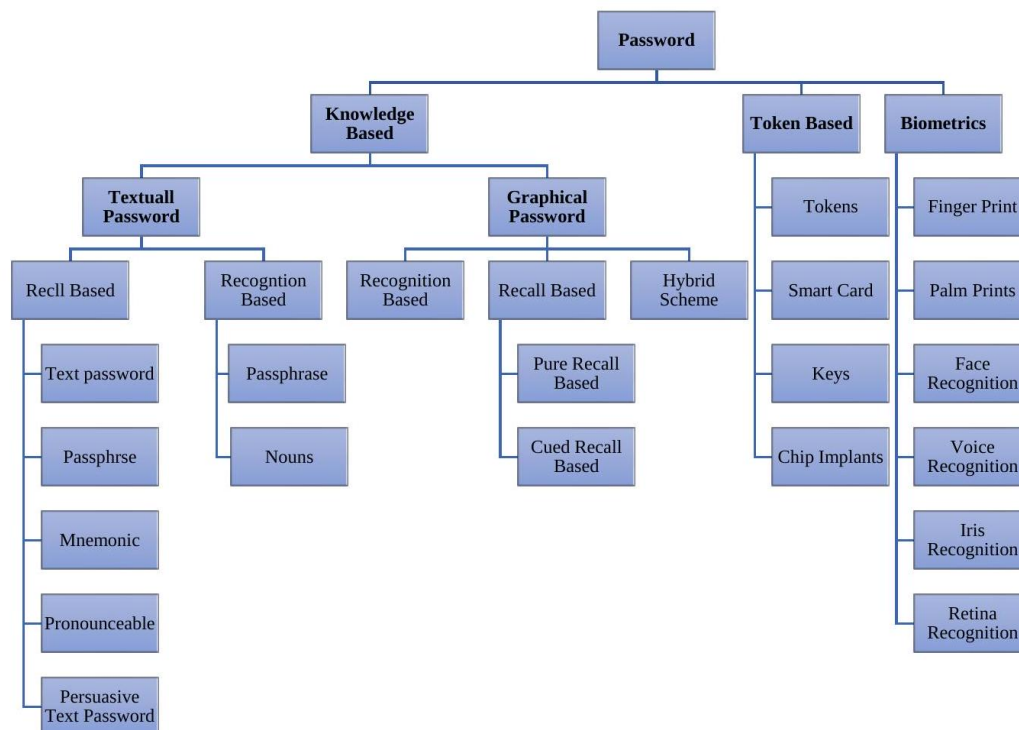 Password
Knowledge
Based
Token Based
Biometrics
Textuall
Password
Graphical
Password
Tokens
Finger Print
Recll Based
Recogntion
Based
Recognition
Based
Recall Based
Hybrid
Scheme
Smart Card
Palm Prints
Text password
Passphrase
Pure Recall
Based
Keys
Face
Recognition
Passphrse
Nouns
Cued Recall
Based
Chip Implants
Voice
Recognition
Mnemonic
Iris
Recognition
Pronounceable
Retina
Recognition
Persuasive
Text Password